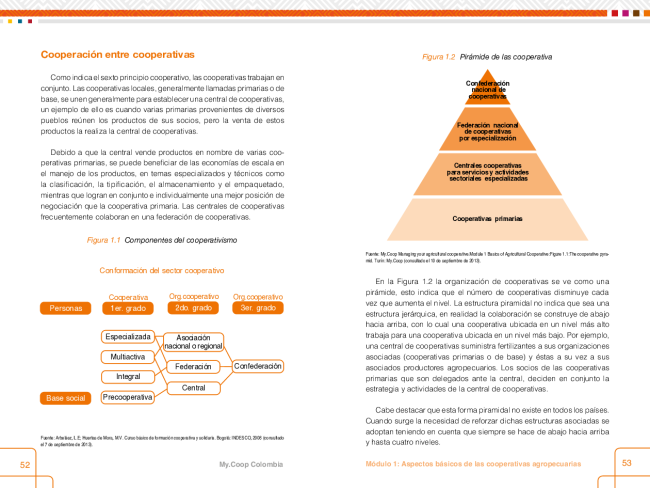 Cooperación entre cooperativas
Como indica el sexto principio cooperativo, las cooperativas trabajan en
conjunto. Las cooperativas locales, generalmente llamadas primarias o de
base, se unen generalmente para establecer una central de cooperativas,
un ejemplo de ello es cuando varias primarias provenientes de diversos
pueblos reúnen los productos de sus socios, pero la venta de estos
productos la realiza la central de cooperativas.
Debido a que la central vende productos en nombre de varias coo-
perativas primarias, se puede beneficiar de las economías de escala en
el manejo de los productos, en temas especializados y técnicos como
la clasificación, la tipificación, el almacenamiento y el empaquetado,
mientras que logran en conjunto e individualmente una mejor posición de
negociación que la cooperativa primaria. Las centrales de cooperativas
frecuentemente colaboran en una federación de cooperativas.
Figura 1.1 Componentes del cooperativismo
Conformación del sector cooperativo
Personas
Cooperativa
1er. grado
Org.cooperativo
2do. grado
Org.cooperativo
3er. grado
Especializada
Multiactiva
Integral
Precooperativa
Asociación
nacional o regional
Federación
Central
Confederación
Base social
Bogotá: INDESCO, 2008 (consultado
el 7 de septiembre de 2013).
52
My.Coop Colombia
Figura 1.2 Pirámide de las cooperativa
Confederación
nacional de
cooperativas
Federación nacional
de cooperativas
por especialización
Centrales cooperativas
para servicios y actividades
sectoriales especializadas
Cooperativas primarias
Fuente: My.Coop Managing your agricultural cooperative.Module 1 Basics of Agricultural Cooperative.Figure 1.1:The cooperative pyra-
mid. Turin: My.Coop (consultado el 10 de septiembre de 2013).
En la Figura 1.2 la organización de cooperativas se ve como una
pirámide, esto indica que el número de cooperativas disminuye cada
vez que aumenta el nivel. La estructura piramidal no indica que sea una
estructura jerárquica, en realidad la colaboración se construye de abajo
hacia arriba, con lo cual una cooperativa ubicada en un nivel más alto
trabaja para una cooperativa ubicada en un nivel más bajo. Por ejemplo,
una central de cooperativas suministra fertilizantes a sus organizaciones
asociadas (cooperativas primarias o de base) y éstas a su vez a sus
asociados productores agropecuarios. Los socios de las cooperativas
primarias que son delegados ante la central, deciden en conjunto la
estrategia y actividades de la central de cooperativas.
Cabe destacar que esta forma piramidal no existe en todos los países.
Cuando surge la necesidad de reforzar dichas estructuras asociadas se
adoptan teniendo en cuenta que siempre se hace de abajo hacia arriba
y hasta cuatro niveles.
Módulo 1: Aspectos básicos de las cooperativas agropecuarias
53